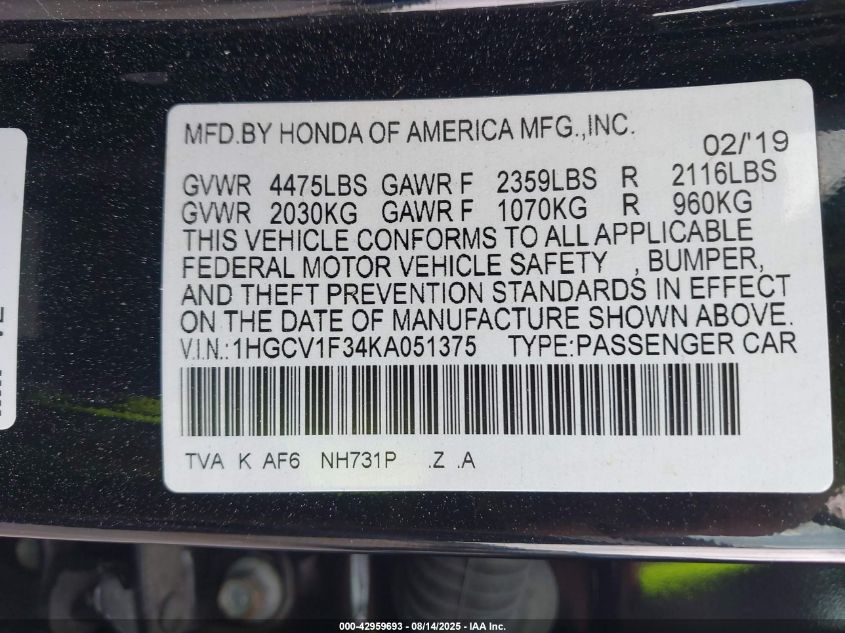 MFD.BY HONDA OF AMERICA MFG.,INC.
02/'19
GVWR 4475LBS GAWR F 2359LBS R 2116LBS
GVWR 2030KG GAWR F 1070KG R 960KG
THIS VEHICLE CONFORMS TO ALL APPLICABLE
FEDERAL MOTOR VEHICLE SAFETY , BUMPER,
AND THEFT PREVENTION STANDARDS IN EFFECT
ON THE DATE OF MANUFACTURE SHOWN ABOVE.
V.I.N.:1HGCV1F34KA051375 TYPE:PASSENGER CAR
TVA K AF6 NH731P .Z .A
000-42959693 - 08/14/2025 - IAA Inc.